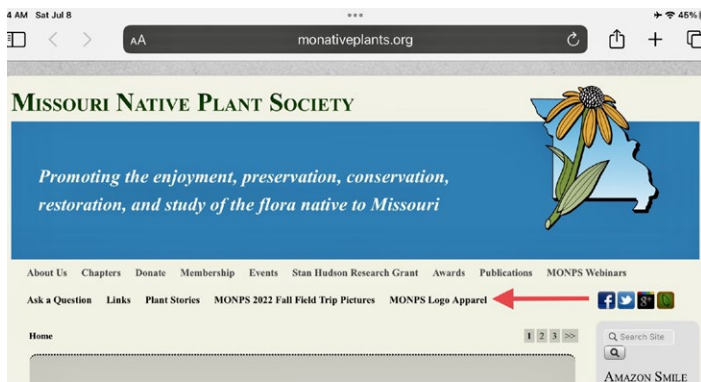 4 AM Sat Jul 8
45%
AA
monativeplants.org
MISSOURI NATIVE PLANT SOCIETY
Promoting the enjoyment, preservation, conservation,
restoration, and study of the flora native to Missouri
About Us Chapters Donate Membership Events Stan Hudson Research Grant Awards Publications MONPS Webinars
Ask a Question Links Plant Stories MONPS 2022 Fall Field Trip Pictures MONPS Logo Apparel
Home
1 2 3 >>
Search Site
AMAZON SMILE